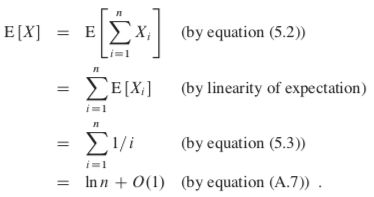 E[X] = E[∑_{i=1}^{n} X_i] (by equation (5.2))
= ∑_{i=1}^{n} E[X_i] (by linearity of expectation)
= ∑_{i=1}^{n} 1/i (by equation (5.3))
= ln n + O(1) (by equation (A.7)) .